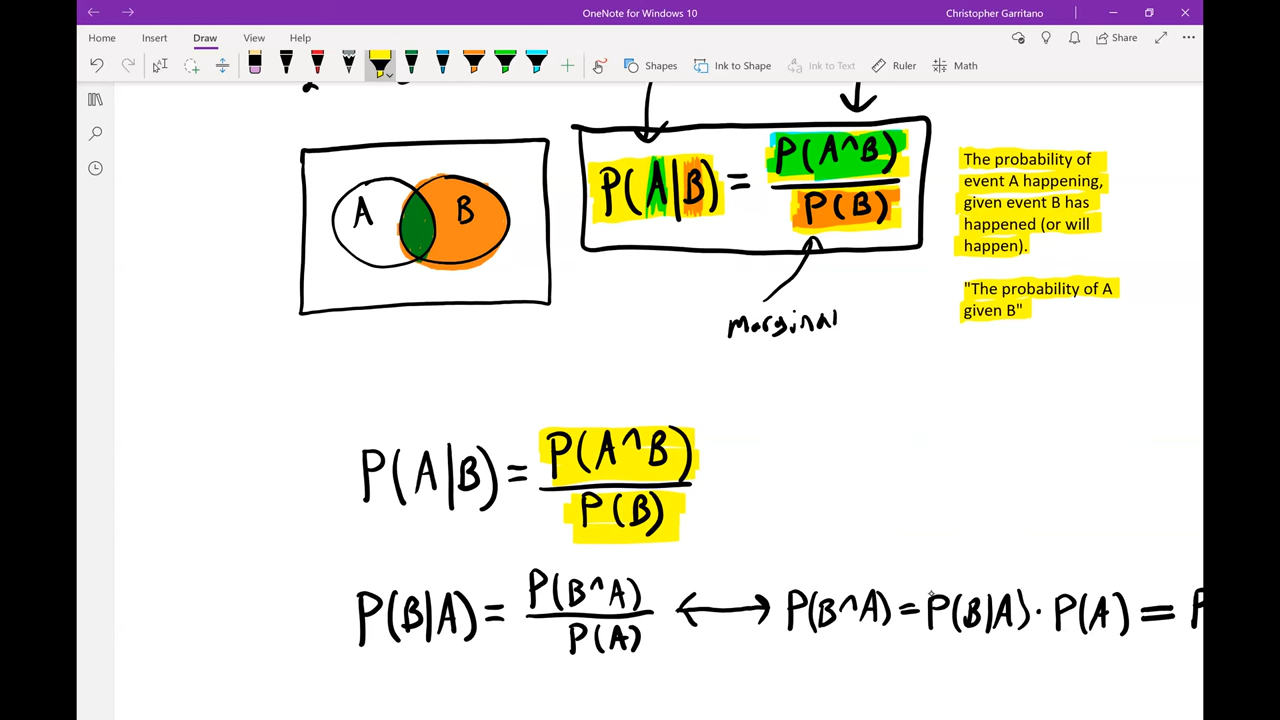 OneNote for Windows 10
Christopher Garritano
Home Insert Draw View Help
Share
Shapes Ink to Shape Ink to Text Ruler Math
A B
P(A|B) = P(A^B)
P(B)
marginal
The probability of
event A happening,
given event B has
happened (or will
happen).
"The probability of A
given B"
P(A|B) = P(A^B)
P(B)
P(B|A) = P(B^A)
P(A)
⟷ P(B^A) = P(B|A) · P(A) = P